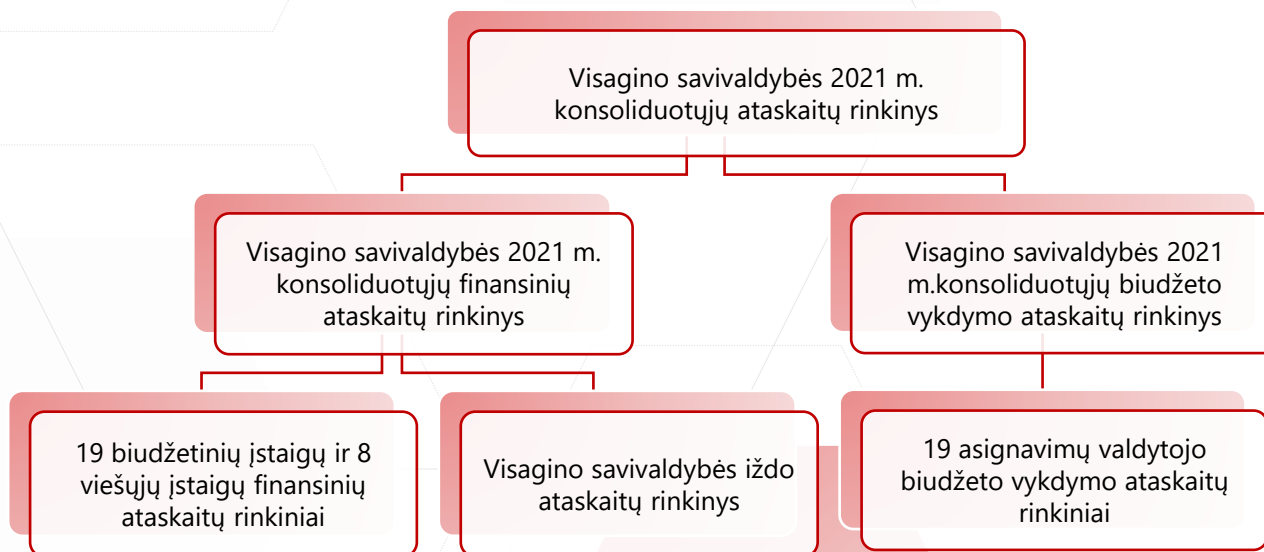 Visagino savivaldybės 2021 m.
konsoliduotųjų ataskaitų rinkinys
Visagino savivaldybės 2021 m.
konsoliduotųjų finansinių
ataskaitų rinkinys
Visagino savivaldybės 2021
m.konsoliduotųjų biudžeto
vykdymo ataskaitų rinkinys
19 biudžetinių įstaigų ir 8
viešųjų įstaigų finansinių
ataskaitų rinkiniai
Visagino savivaldybės iždo
ataskaitų rinkinys
19 asignavimų valdytojo
biudžeto vykdymo ataskaitų
rinkiniai